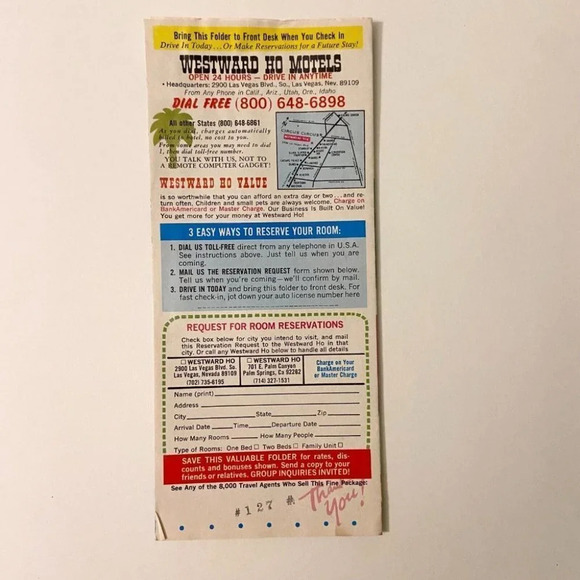 Bring This Folder to Front Desk When You Check In
Drive In Today...Or Make Reservations for a Future Stay!
WESTWARD HO MOTELS
OPEN 24 HOURS — DRIVE IN ANYTIME
• Headquarters: 2900 Las Vegas Blvd., So., Las Vegas, Nev. 89109
From Any Phone in Calif., Ariz., Utah, Ore., Idaho
DIAL FREE (800) 648-6898
All other States (800) 648-6861
As you dial, charges automatically
billed to hotel, no cost to you.
From some areas you may need to dial
1, then dial toll-free number.
YOU TALK WITH US, NOT TO
A REMOTE COMPUTER GADGET!
CIRCUS CIRCUS
WESTWARD HO VALUE
is so worthwhile that you can afford an extra day or two...and re-
turn often. Children and small pets are always welcome. Charge on
BankAmericard or Master Charge. Our Business Is Built On Value!
You get more for your money at Westward Ho!
3 EASY WAYS TO RESERVE YOUR ROOM:
1. DIAL US TOLL-FREE direct from any telephone in U.S.A.
See instructions above. Just tell us when you are
coming.
2. MAIL US THE RESERVATION REQUEST form shown below.
Tell us when you're coming—we'll confirm by mail.
3. DRIVE IN TODAY and bring this folder to front desk. For
fast check-in, jot down your auto license number here
REQUEST FOR ROOM RESERVATIONS
Check box below for city you intend to visit, and mail
this Reservation Request to the Westward Ho in that
city. Or call any Westward Ho below to handle all details
☐ WESTWARD HO
2900 Las Vegas Blvd. So.
Las Vegas, Nevada 89109
(702) 735-6195
☐ WESTWARD HO
701 E. Palm Canyon
Palm Springs, Ca 92262
(714) 327-1531
Charge on Your
BankAmericard
or Master Charge
Name (print)
Address
City State Zip
Arrival Date Time Departure Date
How Many Rooms How Many People
Type of Rooms: One Bed ☐ Two Beds ☐ Family Unit ☐
SAVE THIS VALUABLE FOLDER for rates, dis-
counts and bonuses shown. Send a copy to your
friends or relatives. GROUP INQUIRIES INVITED!
See Any of the 8,000 Travel Agents Who Sell This Fine Package:
#127 #
Thank
You!